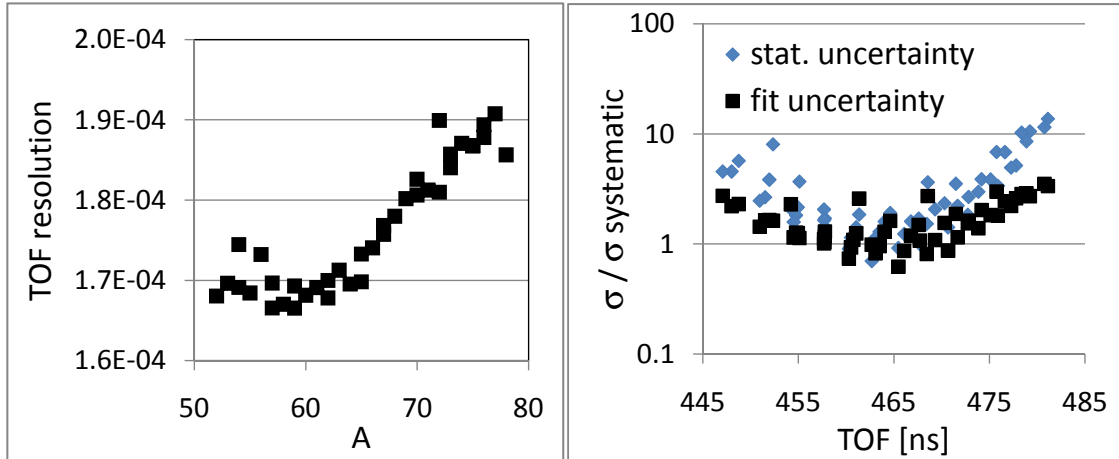 2.0E-04
1.9E-04
1.8E-04
1.7E-04
1.6E-04
TOF resolution
50 60 70 80
A
100
10
1
0.1
σ / σ systematic
stat. uncertainty
fit uncertainty
445 455 465 475 485
TOF [ns]